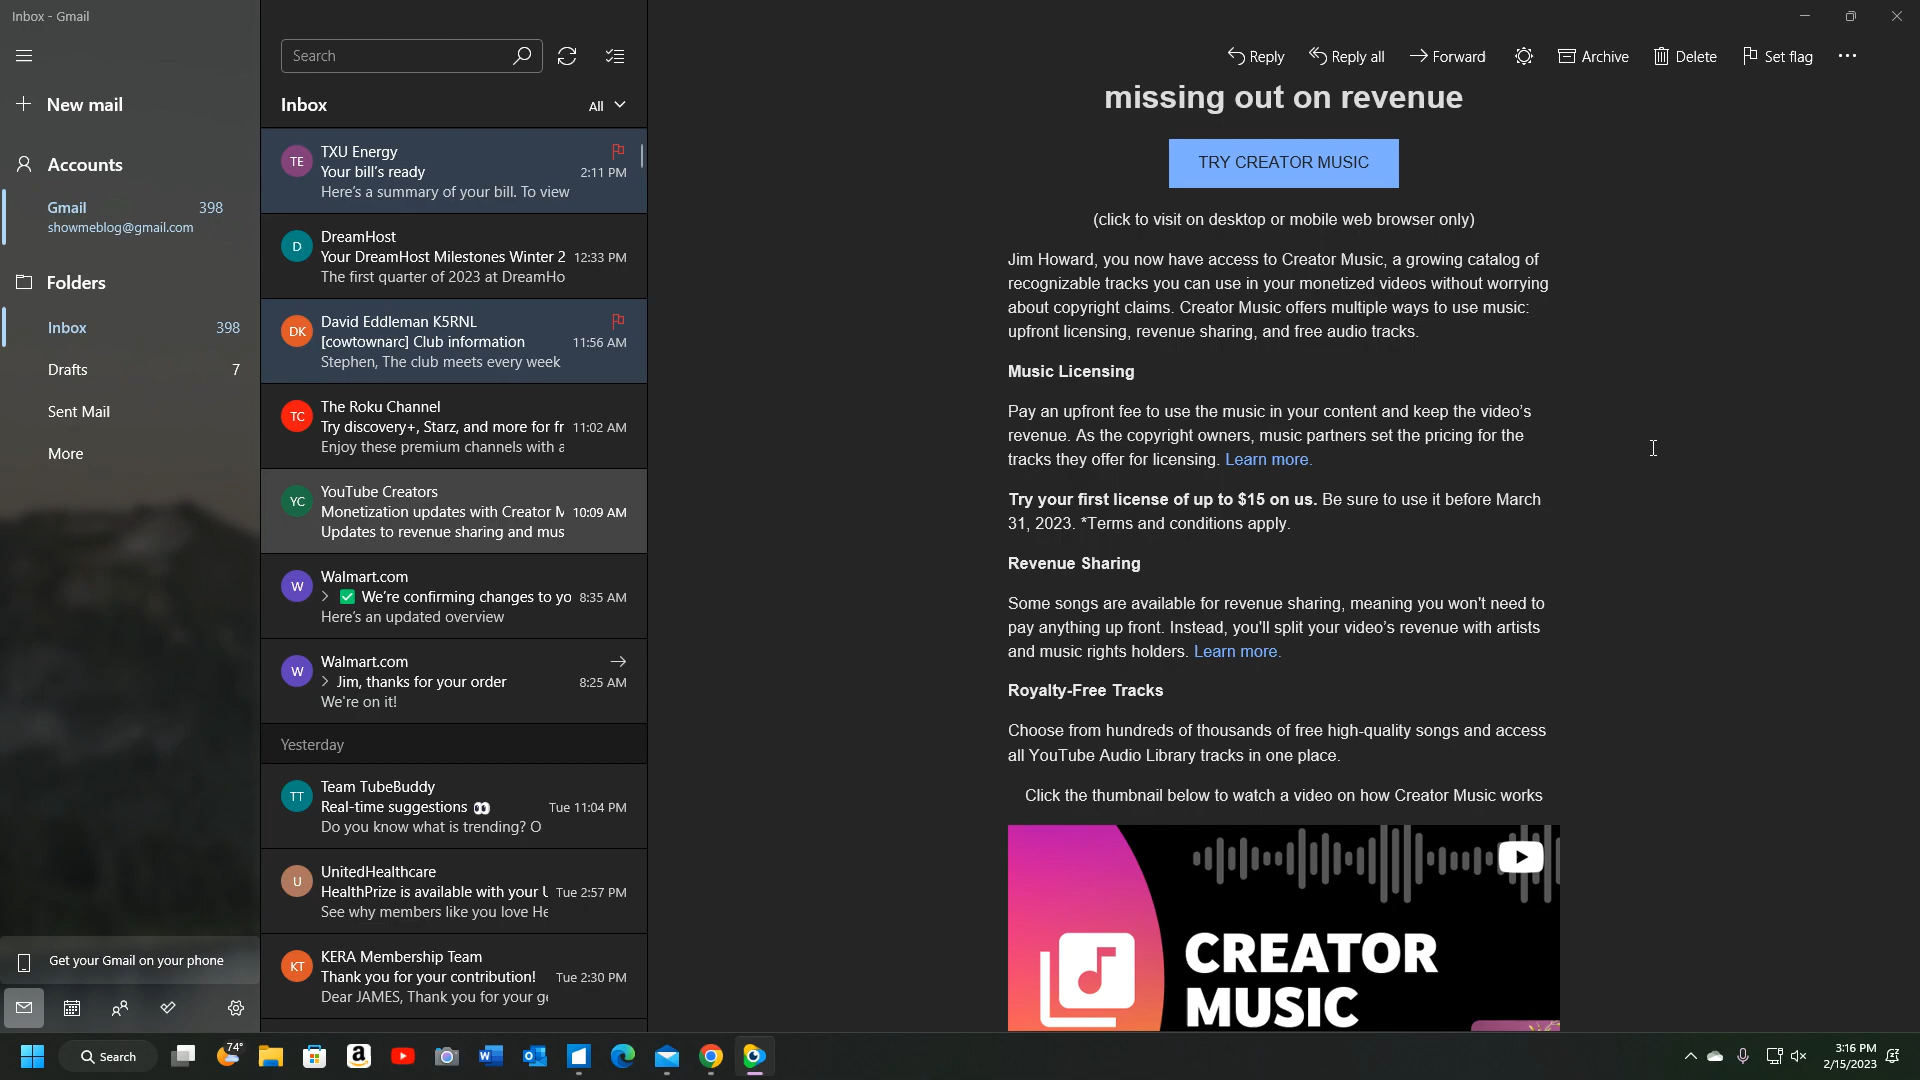 Inbox - Gmail
New mail
Accounts
Gmail 398
showmeblog@gmail.com
Folders
Inbox 398
Drafts 7
Sent Mail
More
Get your Gmail on your phone
Search
Inbox
All
TE
TXU Energy
Your bill's ready 2:11 PM
Here's a summary of your bill. To view
D
DreamHost
Your DreamHost Milestones Winter 2 12:33 PM
The first quarter of 2023 at DreamHo
DK
David Eddleman K5RNL
[cowtownarc] Club information 11:56 AM
Stephen, The club meets every week
TC
The Roku Channel
Try discovery+, Starz, and more for fr 11:02 AM
Enjoy these premium channels with a
YC
YouTube Creators
Monetization updates with Creator M 10:09 AM
Updates to revenue sharing and mus
W
Walmart.com
> ✅ We're confirming changes to yo 8:35 AM
Here's an updated overview
W
Walmart.com
> Jim, thanks for your order 8:25 AM
We're on it!
Yesterday
TT
Team TubeBuddy
Real-time suggestions 👀 Tue 11:04 PM
Do you know what is trending? O
U
UnitedHealthcare
HealthPrize is available with your U Tue 2:57 PM
See why members like you love He
KT
KERA Membership Team
Thank you for your contribution! Tue 2:30 PM
Dear JAMES, Thank you for your ge
Reply
Reply all
Forward
Archive
Delete
Set flag
missing out on revenue
TRY CREATOR MUSIC
(click to visit on desktop or mobile web browser only)
Jim Howard, you now have access to Creator Music, a growing catalog of
recognizable tracks you can use in your monetized videos without worrying
about copyright claims. Creator Music offers multiple ways to use music:
upfront licensing, revenue sharing, and free audio tracks.
Music Licensing
Pay an upfront fee to use the music in your content and keep the video's
revenue. As the copyright owners, music partners set the pricing for the
tracks they offer for licensing. Learn more.
Try your first license of up to $15 on us. Be sure to use it before March
31, 2023. *Terms and conditions apply.
Revenue Sharing
Some songs are available for revenue sharing, meaning you won't need to
pay anything up front. Instead, you'll split your video's revenue with artists
and music rights holders. Learn more.
Royalty-Free Tracks
Choose from hundreds of thousands of free high-quality songs and access
all YouTube Audio Library tracks in one place.
Click the thumbnail below to watch a video on how Creator Music works
CREATOR
MUSIC
Search
74°
3:16 PM
2/15/2023